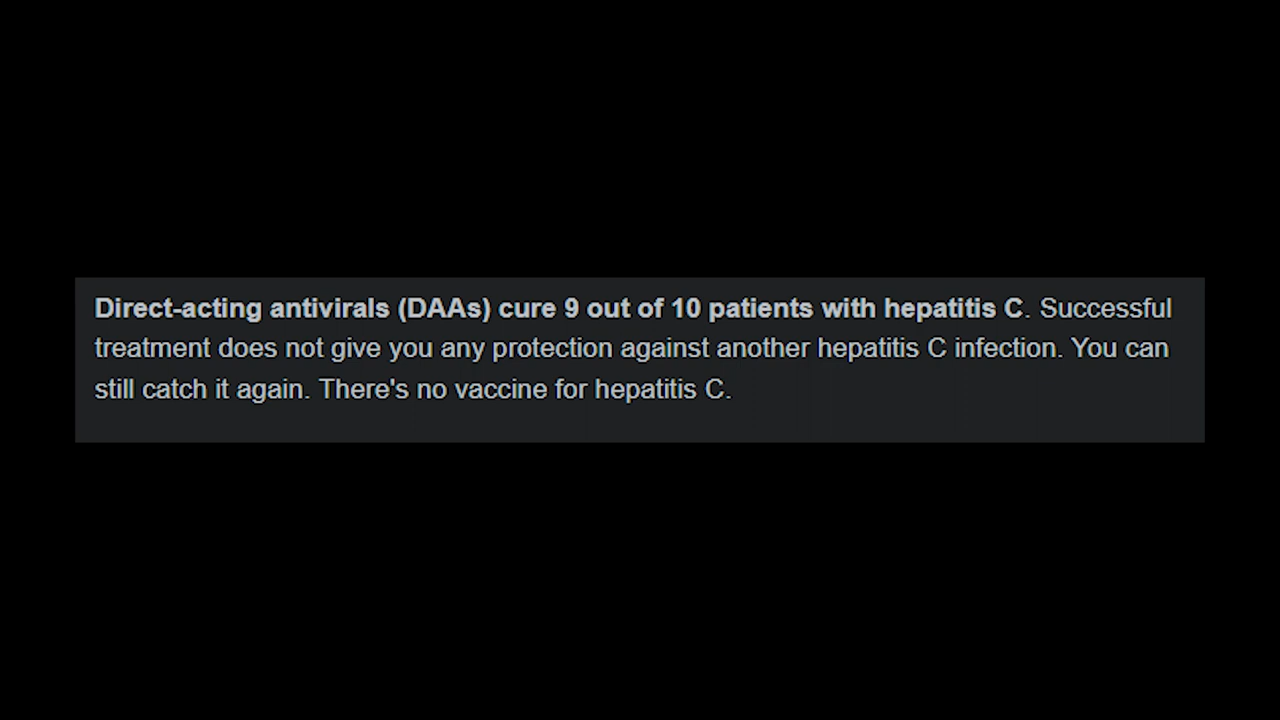 Direct-acting antivirals (DAAs) cure 9 out of 10 patients with hepatitis C. Successful
treatment does not give you any protection against another hepatitis C infection. You can
still catch it again. There's no vaccine for hepatitis C.